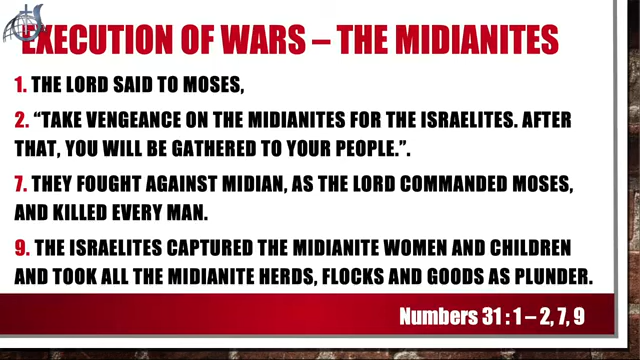 EXECUTION OF WARS – THE MIDIANITES
1. THE LORD SAID TO MOSES,
2. “TAKE VENGEANCE ON THE MIDIANITES FOR THE ISRAELITES. AFTER
THAT, YOU WILL BE GATHERED TO YOUR PEOPLE.”.
7. THEY FOUGHT AGAINST MIDIAN, AS THE LORD COMMANDED MOSES,
AND KILLED EVERY MAN.
9. THE ISRAELITES CAPTURED THE MIDIANITE WOMEN AND CHILDREN
AND TOOK ALL THE MIDIANITE HERDS, FLOCKS AND GOODS AS PLUNDER.
Numbers 31 : 1 – 2, 7, 9